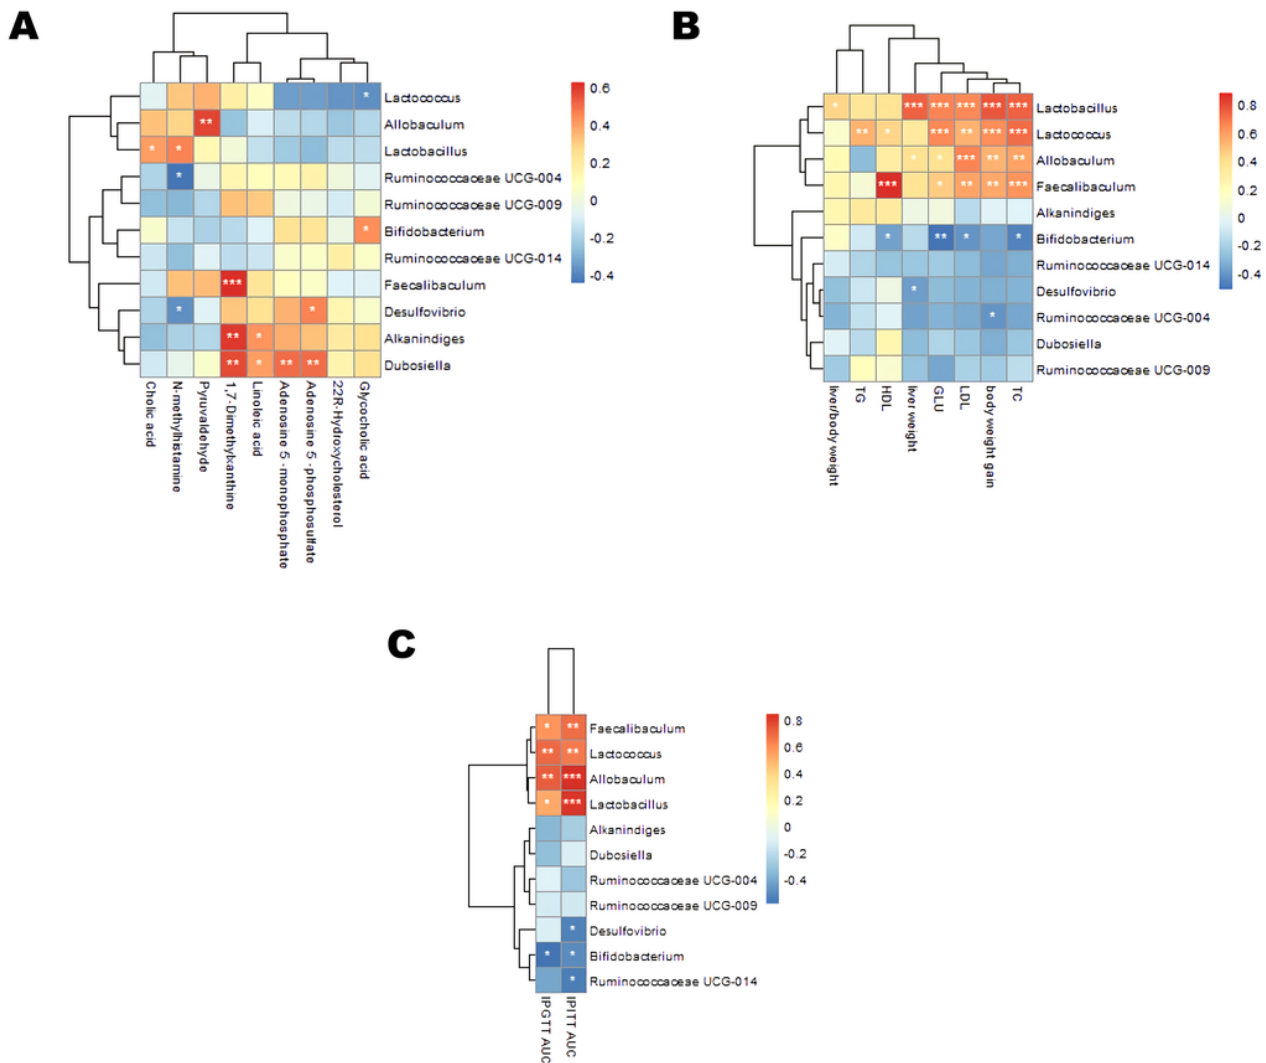 A
*
Lactococcus
**
Allobaculum
* *
Lactobacillus
*
Ruminococcaceae UCG-004
Ruminococcaceae UCG-009
*
Bifidobacterium
Ruminococcaceae UCG-014
***
Faecalibaculum
* *
Desulfovibrio
** *
Alkanindiges
** * ** **
Dubosiella
0.6
0.4
0.2
0
-0.2
-0.4
Cholic acid
N-methylhistamine
Pyruvaldehyde
1,7-Dimethylxanthine
Linoleic acid
Adenosine 5 -monophosphate
Adenosine 5 -phosphosulfate
22R-Hydroxycholesterol
Glycocholic acid
B
* *** *** *** *** ***
Lactobacillus
** * *** ** *** ***
Lactococcus
* * *** ** **
Allobaculum
*** * ** ** ***
Faecalibaculum
Alkanindiges
* ** * *
Bifidobacterium
Ruminococcaceae UCG-014
*
Desulfovibrio
*
Ruminococcaceae UCG-004
Dubosiella
Ruminococcaceae UCG-009
0.8
0.6
0.4
0.2
0
-0.2
-0.4
liver/body weight
TG
HDL
liver weight
GLU
LDL
body weight gain
TC
C
* **
Faecalibaculum
** **
Lactococcus
** ***
Allobaculum
* ***
Lactobacillus
Alkanindiges
Dubosiella
Ruminococcaceae UCG-004
Ruminococcaceae UCG-009
*
Desulfovibrio
* *
Bifidobacterium
*
Ruminococcaceae UCG-014
0.8
0.6
0.4
0.2
0
-0.2
-0.4
IPGTT AUC
IPITT AUC